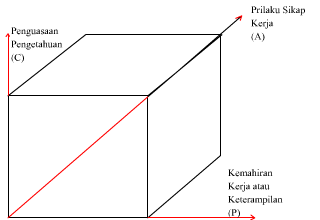 Penguasaan
Pengetahuan
(C)
Prilaku Sikap
Kerja
(A)
Kemahiran
Kerja atau
Keterampilan
(P)